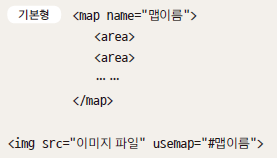 기본형 <map name="맵이름">
<area>
<area>
… …
</map>
<img src="이미지 파일" usemap="#맵이름">